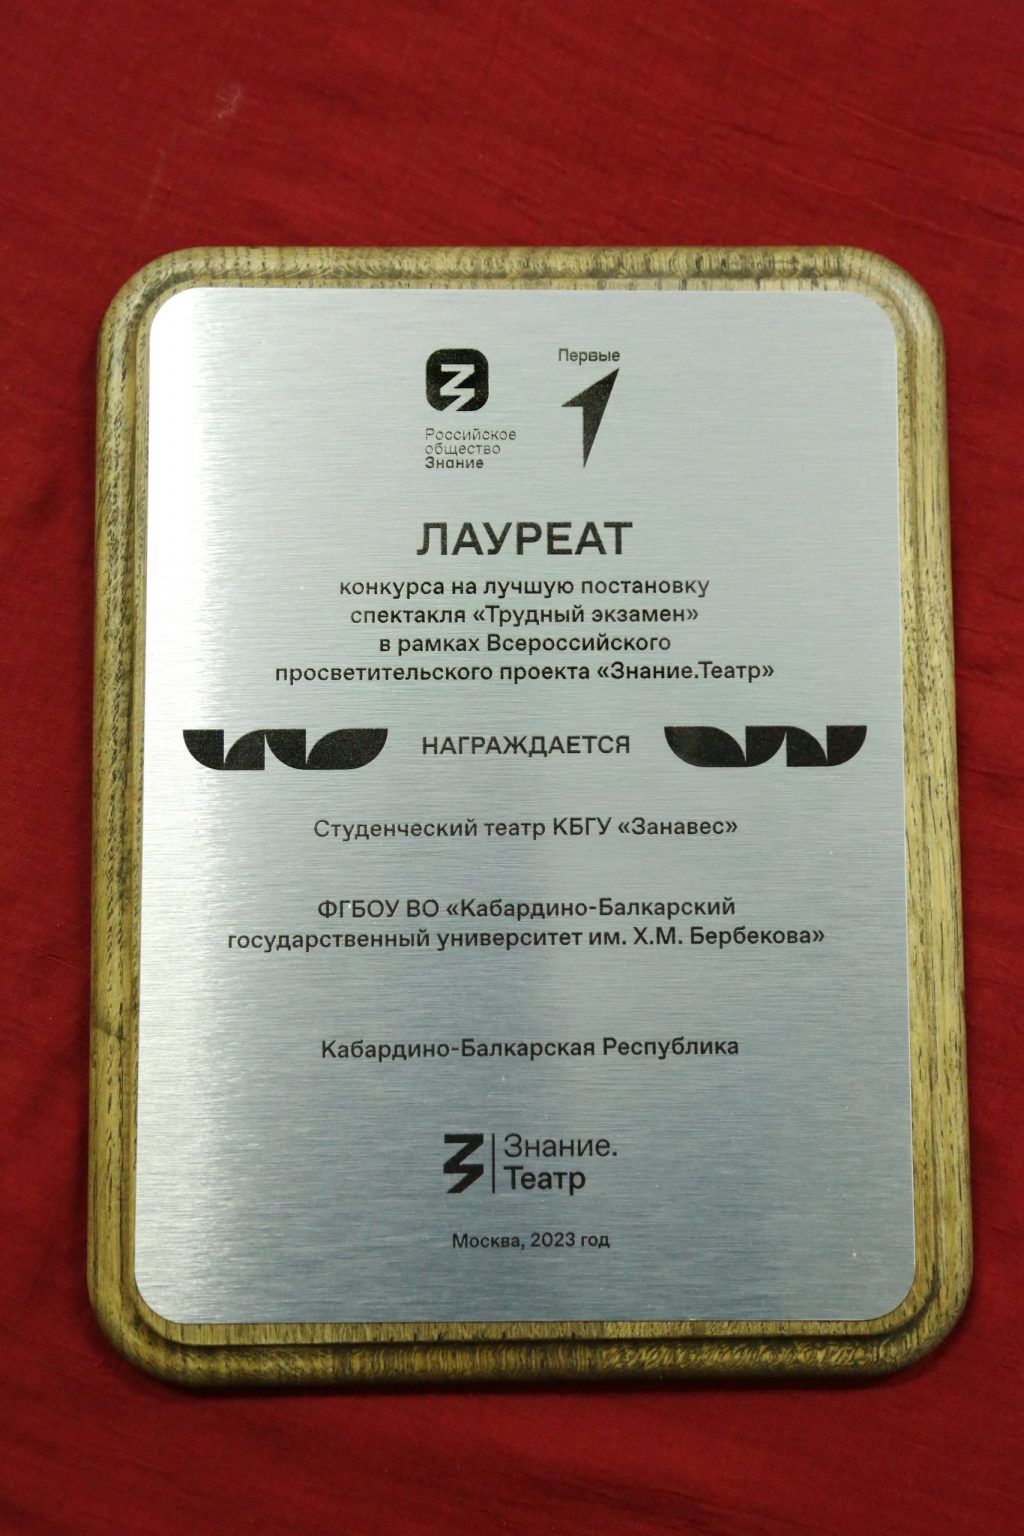 Российское
общество
Знание
Первые
ЛАУРЕАТ
конкурса на лучшую постановку
спектакля «Трудный экзамен»
в рамках Всероссийского
просветительского проекта «Знание.Театр»
НАГРАЖДАЕТСЯ
Студенческий театр КБГУ «Занавес»
ФГБОУ ВО «Кабардино-Балкарский
государственный университет им. Х.М. Бербекова»
Кабардино-Балкарская Республика
Знание.
Театр
Москва, 2023 год